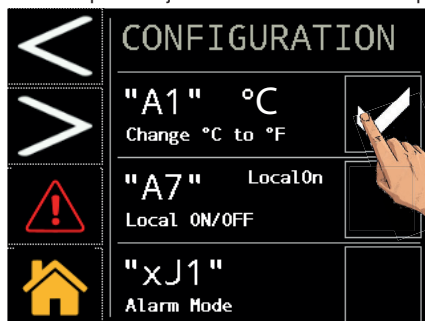 CONFIGURATION
"A1" °C
Change °C to °F
"A7" LocalOn
Local ON/OFF
"xJ1"
Alarm Mode